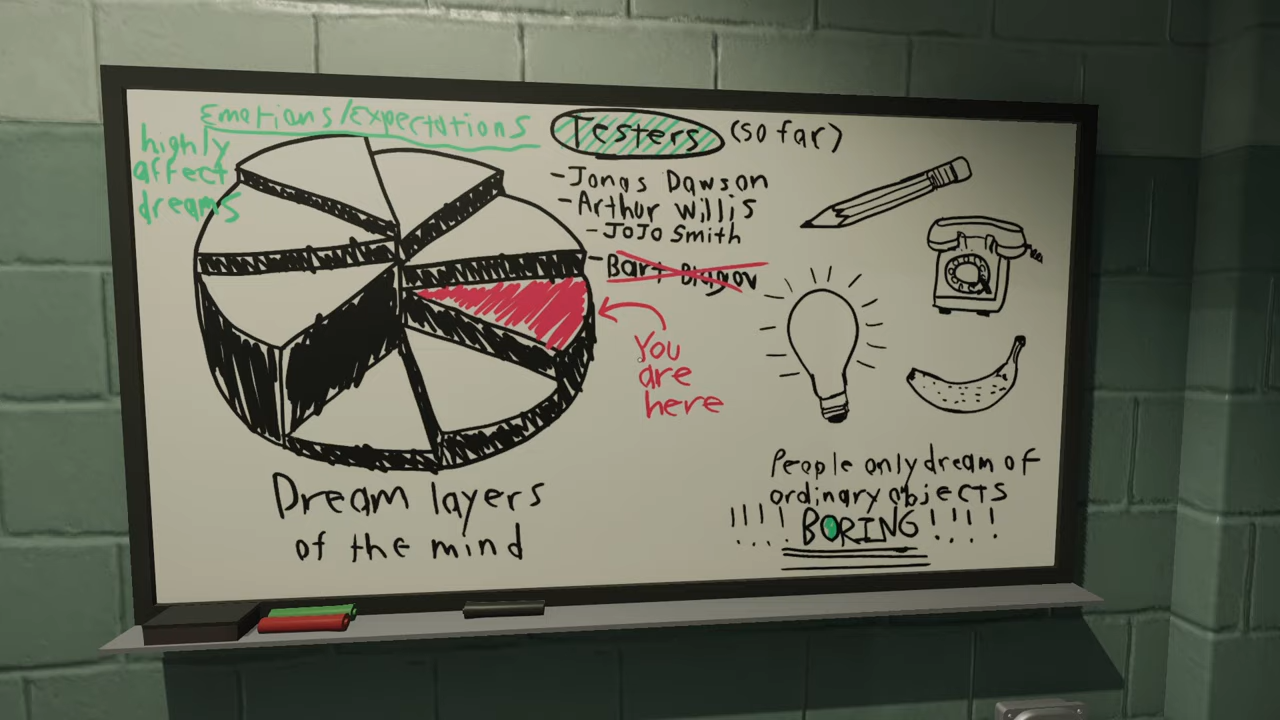 Emotions/Expectations
highly
affect
dreams
Testers (so far)
-Jonas Dawson
-Arthur Willis
-JoJo Smith
-Bart
You
are
here
Dream layers
of the mind
People only dream of
ordinary objects
!!!! BORING !!!!